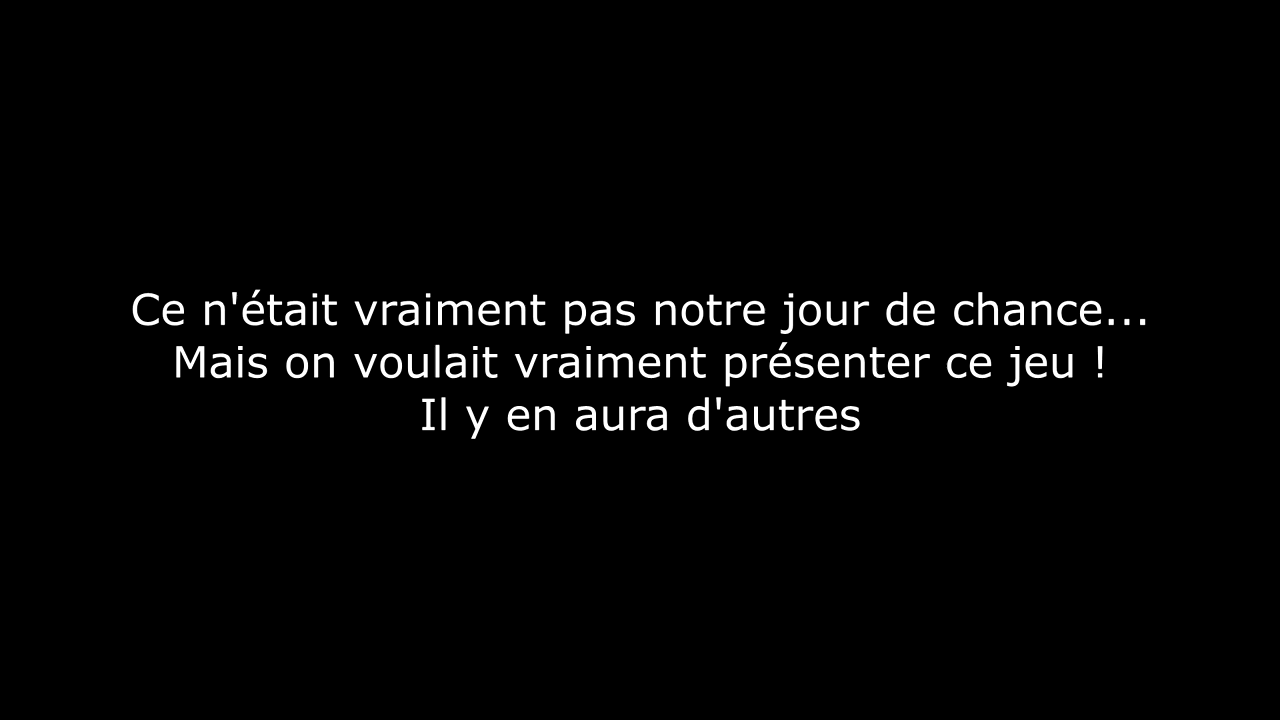 Ce n'était vraiment pas notre jour de chance...
Mais on voulait vraiment présenter ce jeu !
Il y en aura d'autres